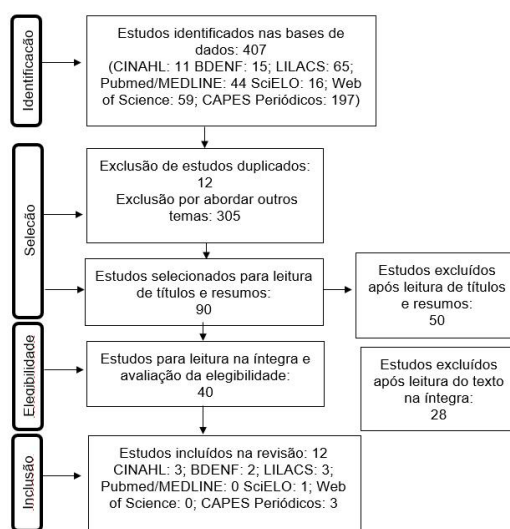 Identificacão
Estudos identificados nas bases de
dados: 407
(CINAHL: 11 BDENF: 15; LILACS: 65;
Pubmed/MEDLINE: 44 SciELO: 16; Web
of Science: 59; CAPES Periódicos: 197)
Selecão
Exclusão de estudos duplicados:
12
Exclusão por abordar outros
temas: 305
Estudos selecionados para leitura
de títulos e resumos:
90
Estudos excluídos
após leitura de títulos
e resumos:
50
Elegibilidade
Estudos para leitura na íntegra e
avaliação da elegibilidade:
40
Estudos excluídos
após leitura do texto
na íntegra:
28
Inclusão
Estudos incluídos na revisão: 12
CINAHL: 3; BDENF: 2; LILACS: 3;
Pubmed/MEDLINE: 0 SciELO: 1; Web
of Science: 0; CAPES Periódicos: 3